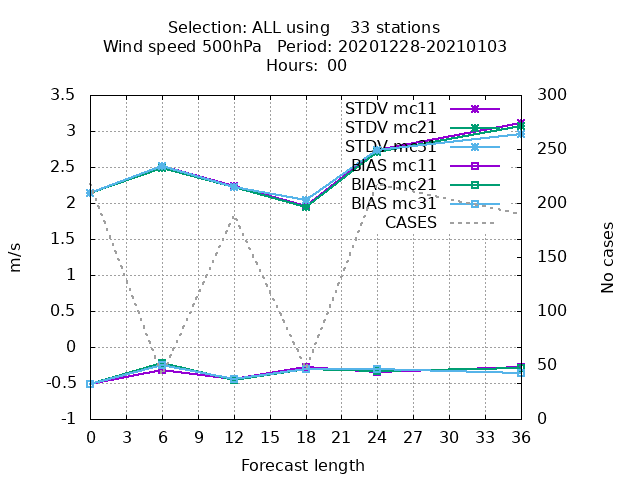 Selection: ALL using    33 stations
Wind speed 500hPa   Period: 20201228-20210103
Hours: 00
STDV mc11
STDV mc21
STDV mc31
BIAS mc11
BIAS mc21
BIAS mc31
CASES
3.5
3
2.5
2
1.5
1
0.5
0
-0.5
-1
m/s
300
250
200
150
100
50
0
No cases
0 3 6 9 12 15 18 21 24 27 30 33 36
Forecast length